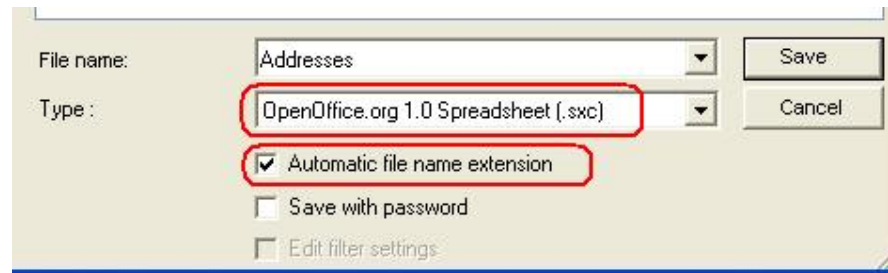 File name: Addresses Save
Type : OpenOffice.org 1.0 Spreadsheet (.sxc) Cancel
Automatic file name extension
Save with password
Edit filter settings